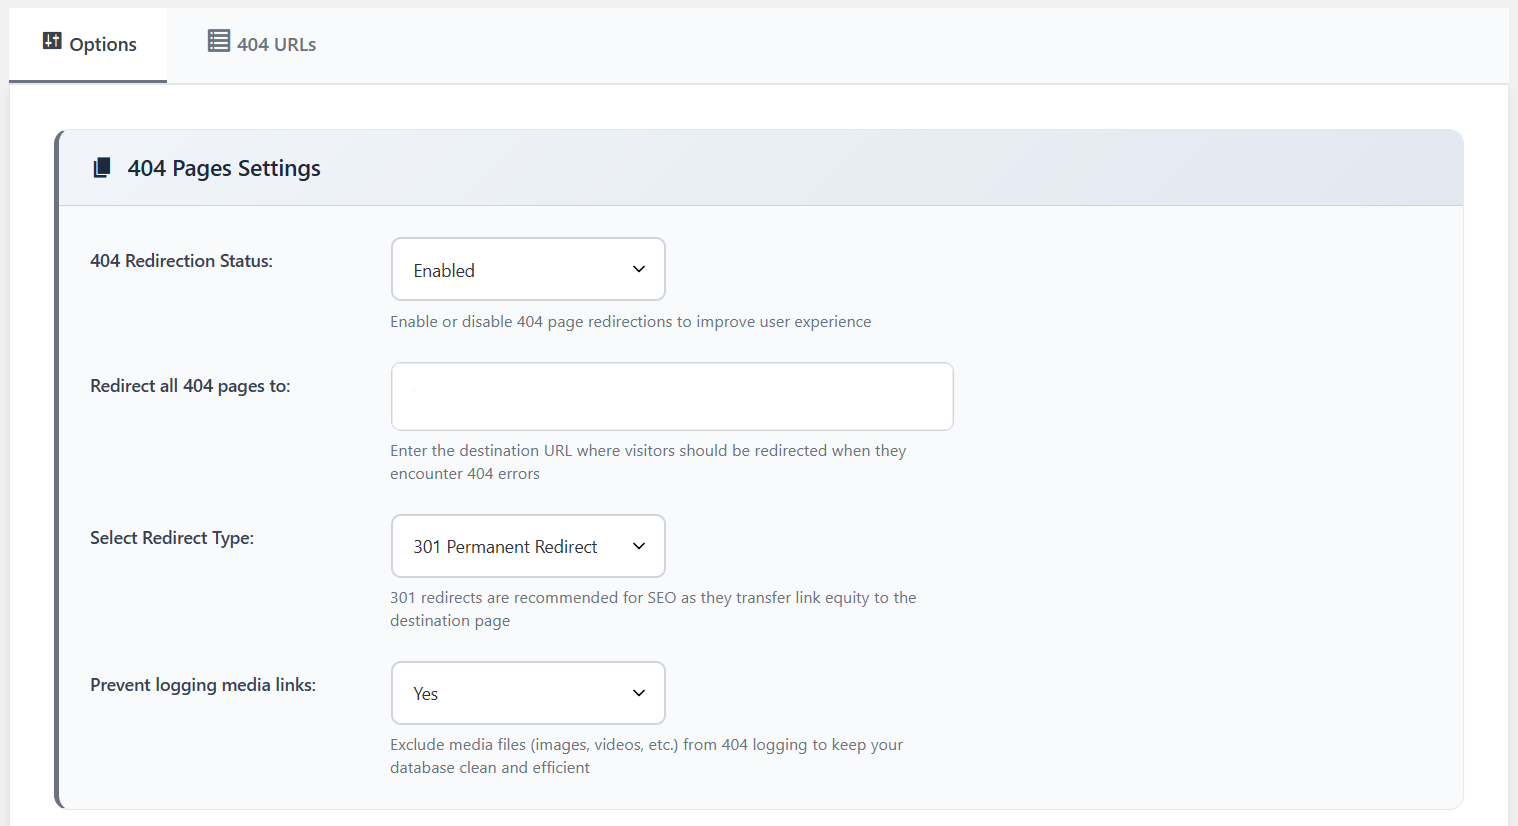 Options
404 URLs
404 Pages Settings
404 Redirection Status:
Enabled
Enable or disable 404 page redirections to improve user experience
Redirect all 404 pages to:
Enter the destination URL where visitors should be redirected when they
encounter 404 errors
Select Redirect Type:
301 Permanent Redirect
301 redirects are recommended for SEO as they transfer link equity to the
destination page
Prevent logging media links:
Yes
Exclude media files (images, videos, etc.) from 404 logging to keep your
database clean and efficient